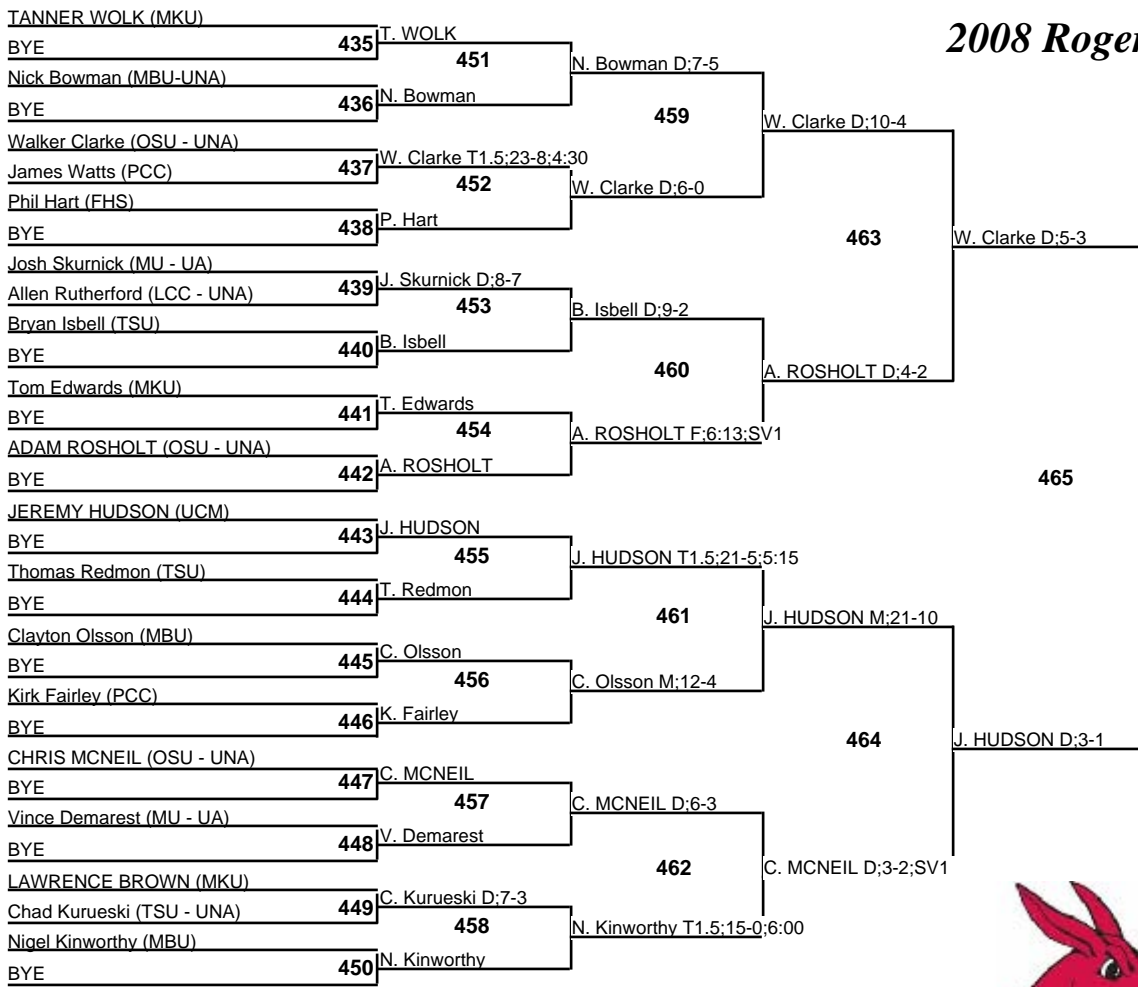 2008 Roger
TANNER WOLK (MKU)
BYE
435
T. WOLK
451
N. Bowman D;7-5
Nick Bowman (MBU-UNA)
BYE
436
N. Bowman
459
W. Clarke D;10-4
Walker Clarke (OSU - UNA)
James Watts (PCC)
437
W. Clarke T1.5;23-8;4:30
452
W. Clarke D;6-0
Phil Hart (FHS)
BYE
438
P. Hart
463
W. Clarke D;5-3
Josh Skurnick (MU - UA)
Allen Rutherford (LCC - UNA)
439
J. Skurnick D;8-7
453
B. Isbell D;9-2
Bryan Isbell (TSU)
BYE
440
B. Isbell
460
A. ROSHOLT D;4-2
Tom Edwards (MKU)
BYE
441
T. Edwards
454
A. ROSHOLT F;6:13;SV1
ADAM ROSHOLT (OSU - UNA)
BYE
442
A. ROSHOLT
465
JEREMY HUDSON (UCM)
BYE
443
J. HUDSON
455
J. HUDSON T1.5;21-5;5:15
Thomas Redmon (TSU)
BYE
444
T. Redmon
461
J. HUDSON M;21-10
Clayton Olsson (MBU)
BYE
445
C. Olsson
456
C. Olsson M;12-4
Kirk Fairley (PCC)
BYE
446
K. Fairley
464
J. HUDSON D;3-1
CHRIS MCNEIL (OSU - UNA)
BYE
447
C. MCNEIL
457
C. MCNEIL D;6-3
Vince Demarest (MU - UA)
BYE
448
V. Demarest
462
C. MCNEIL D;3-2;SV1
LAWRENCE BROWN (MKU)
Chad Kurueski (TSU - UNA)
449
C. Kurueski D;7-3
458
N. Kinworthy T1.5;15-0;6:00
Nigel Kinworthy (MBU)
BYE
450
N. Kinworthy